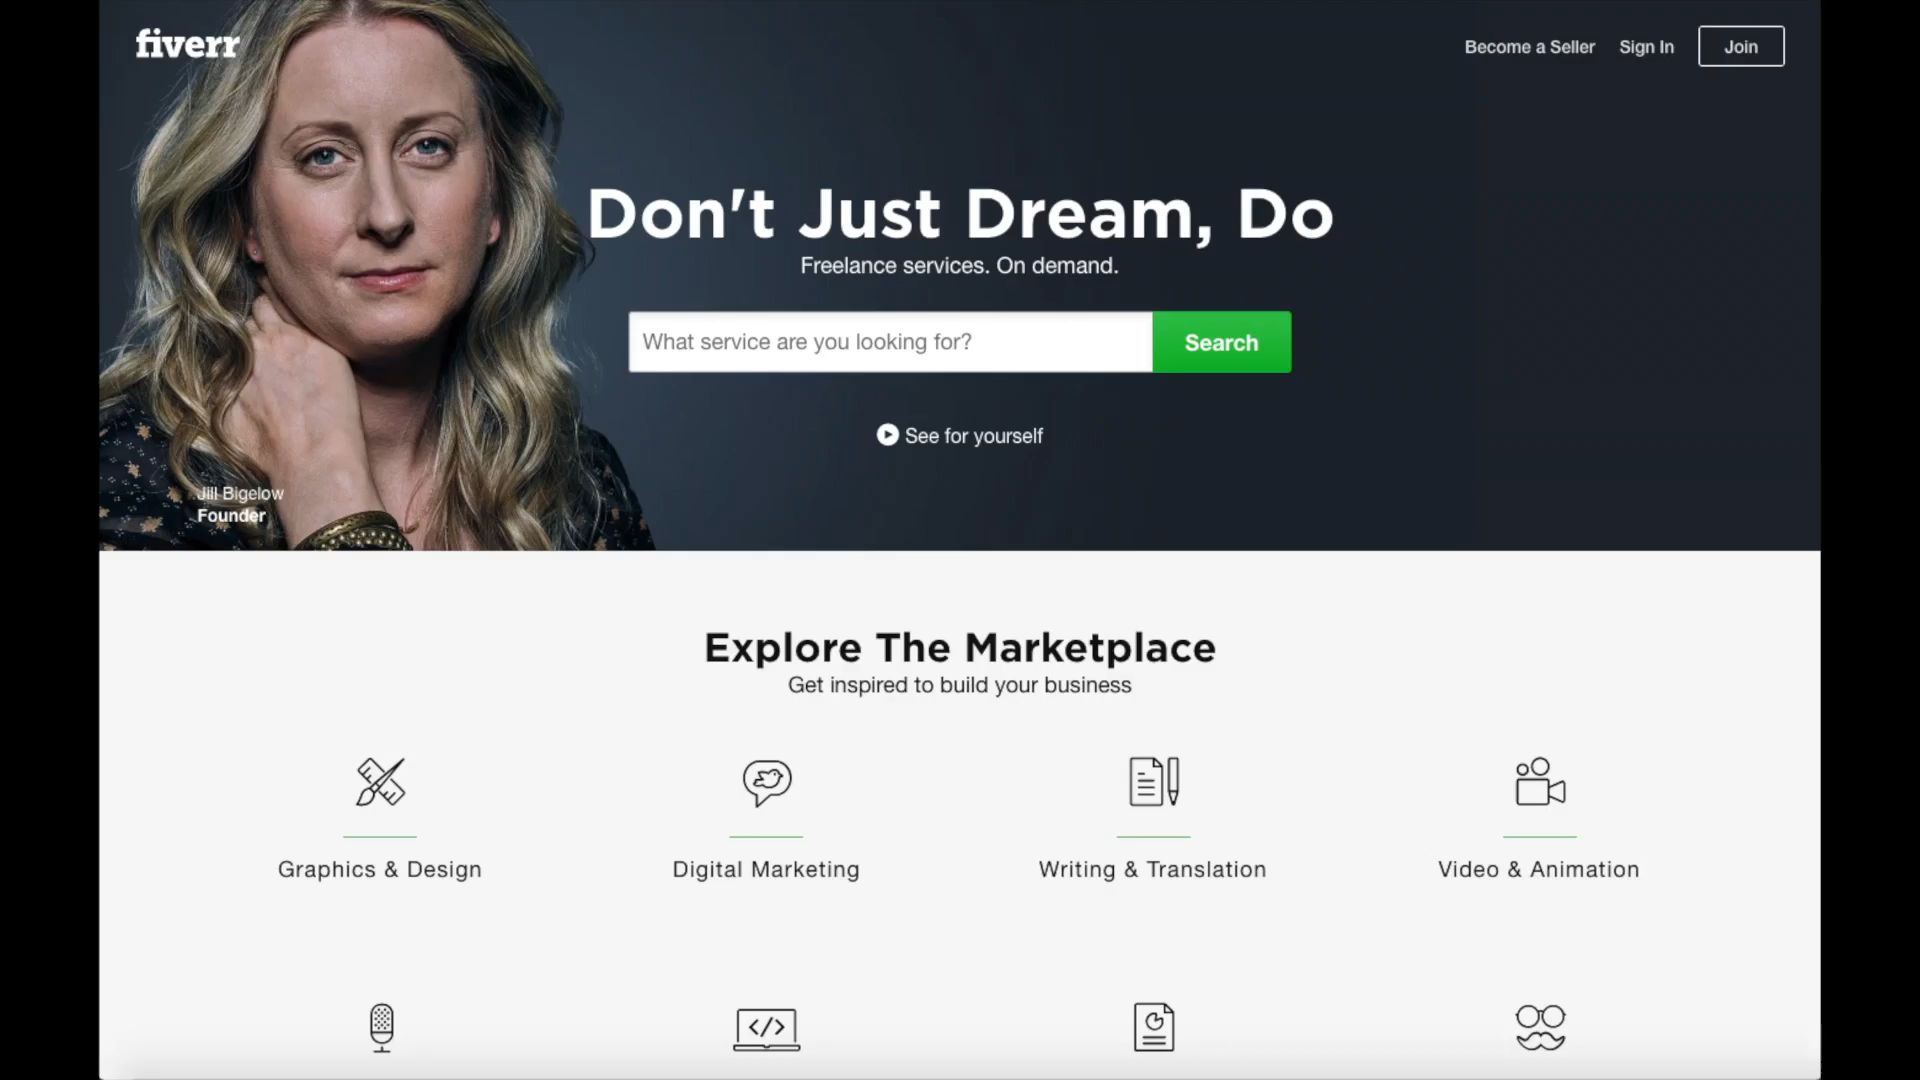 fiverr
Become a Seller
Sign In
Join
Don't Just Dream, Do
Freelance services. On demand.
What service are you looking for?
Search
See for yourself
Jill Bigelow
Founder
Explore The Marketplace
Get inspired to build your business
Graphics & Design
Digital Marketing
Writing & Translation
Video & Animation